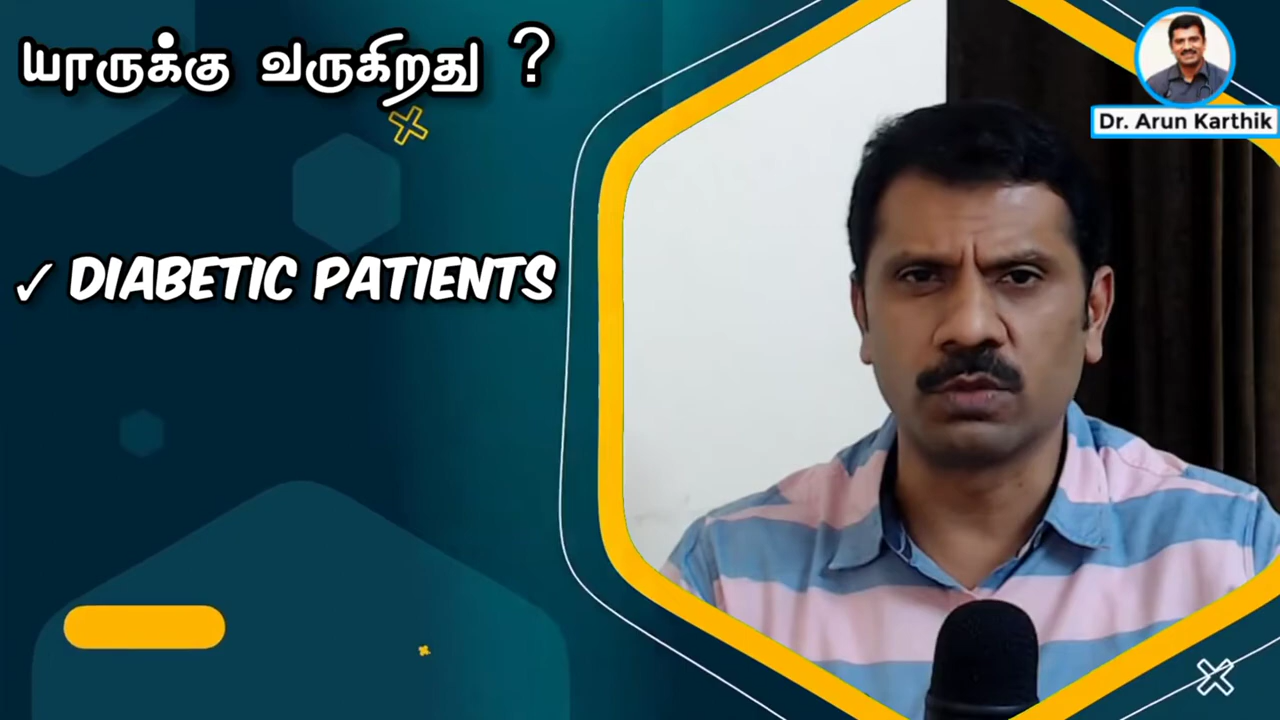 யாருக்கு வருகிறது ?
Dr. Arun Karthik
✓ DIABETIC PATIENTS